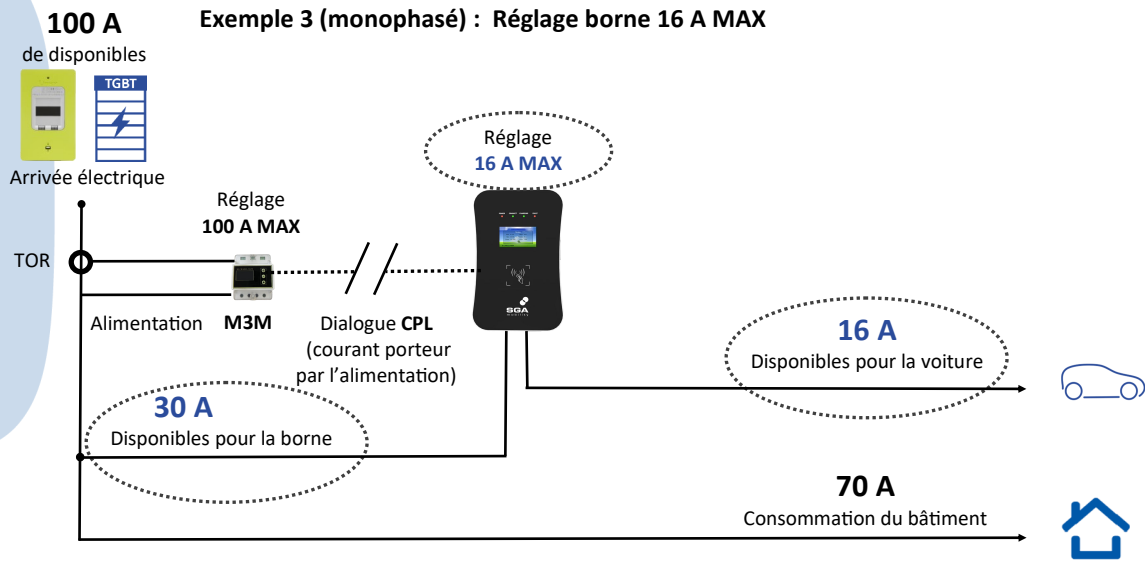 100 A
de disponibles
Exemple 3 (monophasé) : Réglage borne 16 A MAX
TGBT
Arrivée électrique
Réglage
100 A MAX
Réglage
16 A MAX
TOR
Alimentation
M3M
Dialogue CPL
(courant porteur
par l'alimentation)
SGA
16 A
Disponibles pour la voiture
30 A
Disponibles pour la borne
70 A
Consommation du bâtiment